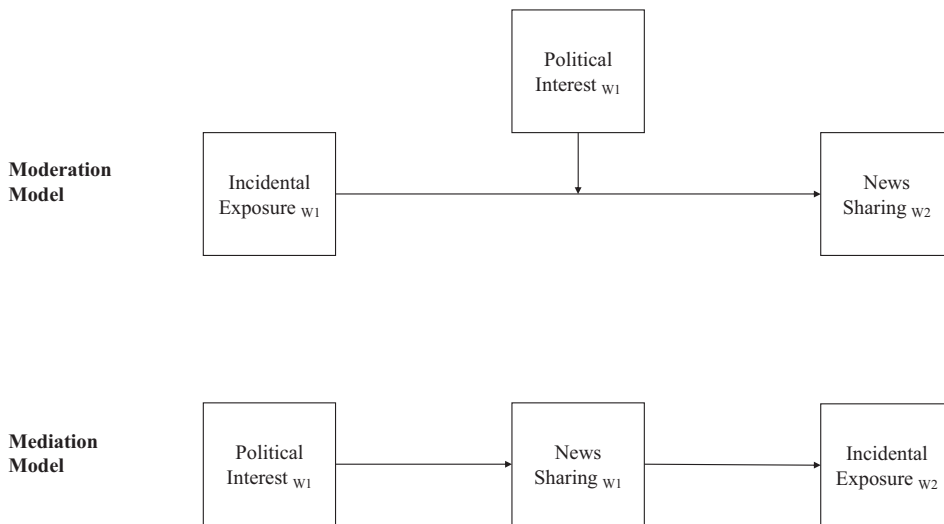 Political
Interest W1
Moderation
Model
Incidental
Exposure W1
News
Sharing W2
Mediation
Model
Political
Interest W1
News
Sharing W1
Incidental
Exposure W2